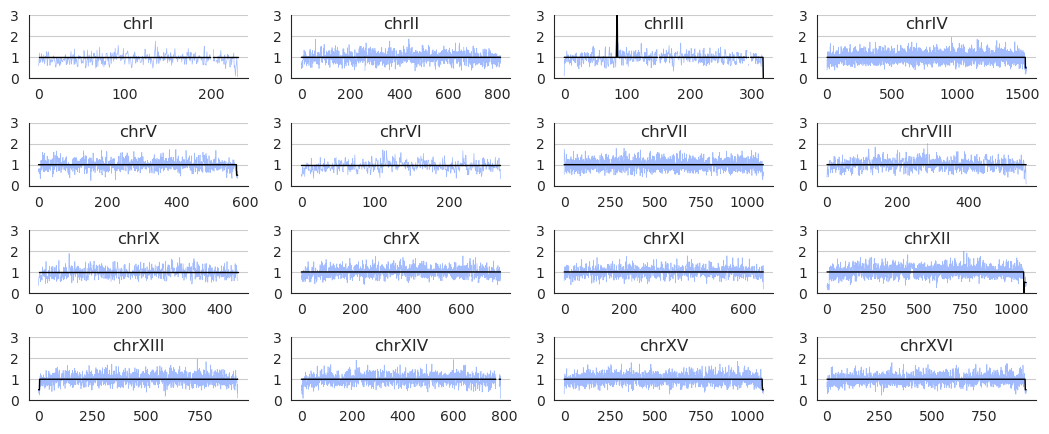 3 chrI 3 chrII 3 chrIII 3 chrIV
2 2 2 2
1 1 1 1
0 0 0 0
0 100 200 0 200 400 600 800 0 100 200 300 0 500 1000 1500
3 chrV 3 chrVI 3 chrVII 3 chrVIII
2 2 2 2
1 1 1 1
0 0 0 0
0 200 400 600 0 100 200 0 250 500 750 1000 0 200 400
3 chrIX 3 chrX 3 chrXI 3 chrXII
2 2 2 2
1 1 1 1
0 0 0 0
0 100 200 300 400 0 200 400 600 0 200 400 600 0 250 500 750 1000
3 chrXIII 3 chrXIV 3 chrXV 3 chrXVI
2 2 2 2
1 1 1 1
0 0 0 0
0 250 500 750 0 200 400 600 800 0 250 500 750 1000 0 250 500 750